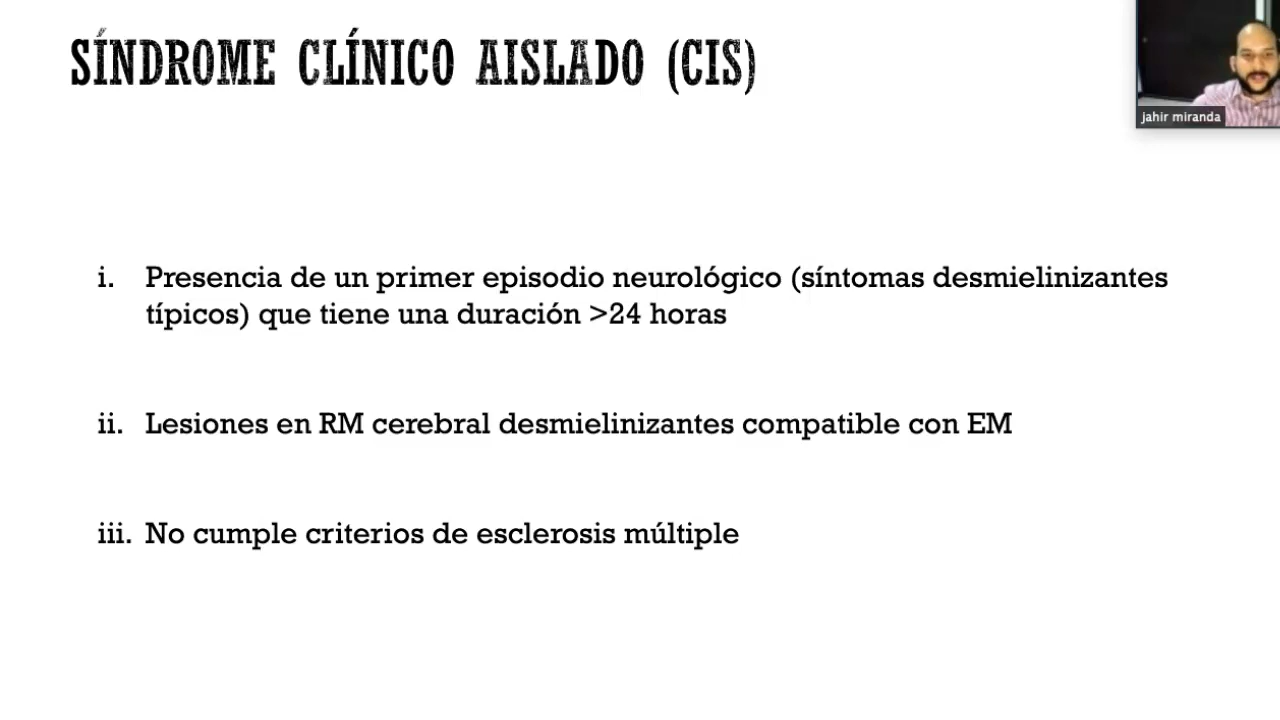 SÍNDROME CLÍNICO AISLADO (CIS)
jahir miranda
i. Presencia de un primer episodio neurológico (síntomas desmielinizantes
típicos) que tiene una duración >24 horas
ii. Lesiones en RM cerebral desmielinizantes compatible con EM
iii. No cumple criterios de esclerosis múltiple